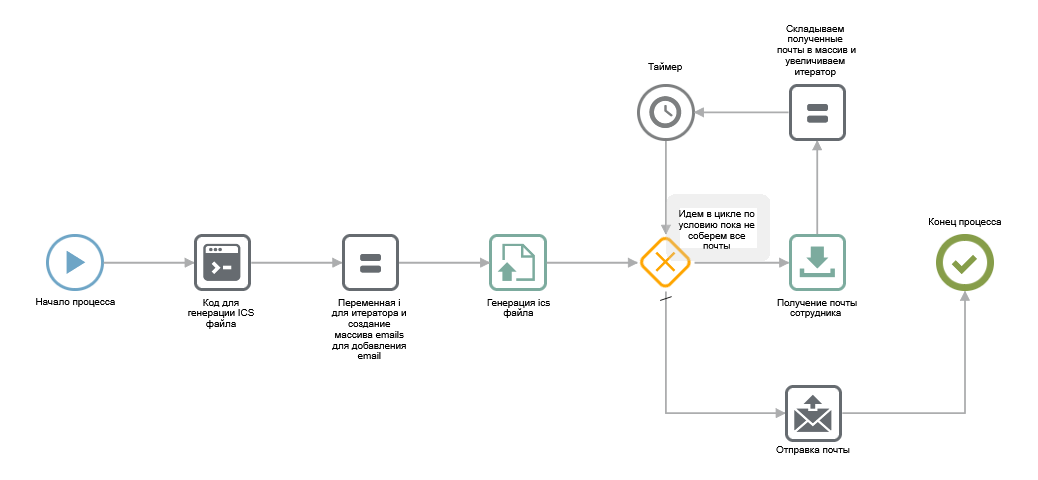 Складываем
полученные
почты в массив и
увеличиваем
итератор
Таймер
Идем в цикле по
условию пока не
соберем все
почты
Конец процесса
Начало процесса
Код для
генерации ICS
файла
Переменная i
для итератора и
создание
массива emails
для добавления
email
Генерация ics
файла
Получение почты
сотрудника
Отправка почты